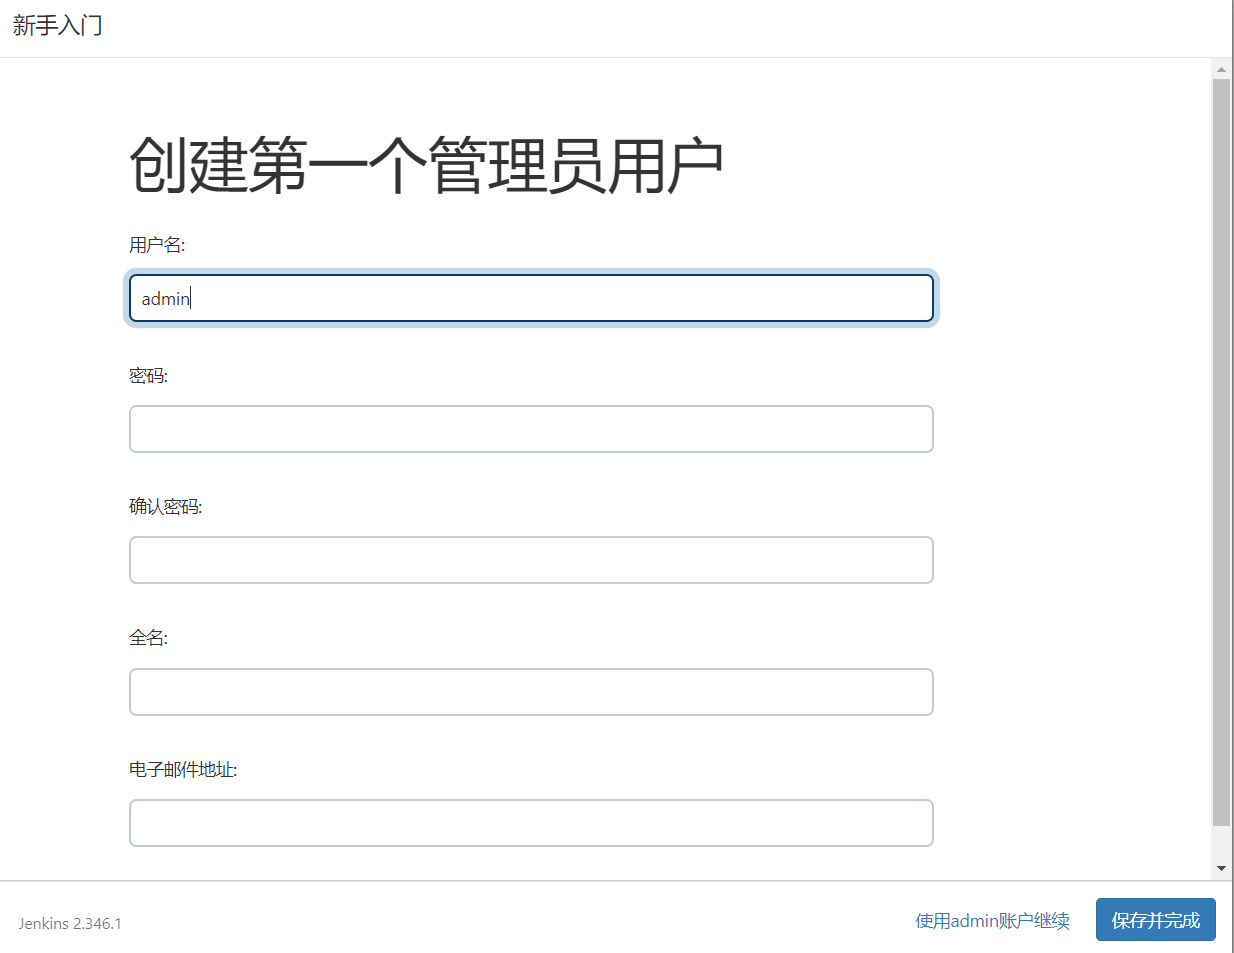 新手入门
创建第一个管理员用户
用户名:
admin
密码:
确认密码:
全名:
电子邮件地址:
Jenkins 2.346.1
使用admin账户继续
保存并完成